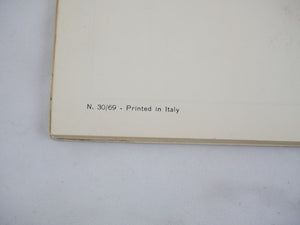 N. 30/69 - Printed in Italy